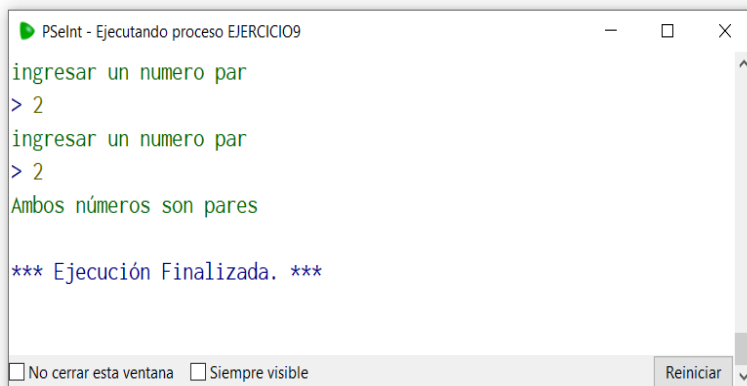 PSeInt - Ejecutando proceso EJERCICIO9
ingresar un numero par
> 2
ingresar un numero par
> 2
Ambos números son pares
*** Ejecución Finalizada. ***
No cerrar esta ventana Siempre visible Reiniciar